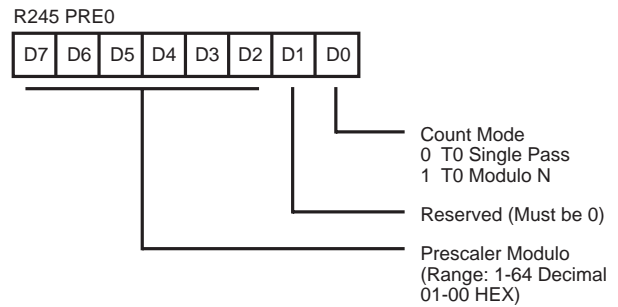 R245 PRE0
D7 D6 D5 D4 D3 D2 D1 D0
Count Mode
0 T0 Single Pass
1 T0 Modulo N
Reserved (Must be 0)
Prescaler Modulo
(Range: 1-64 Decimal
01-00 HEX)